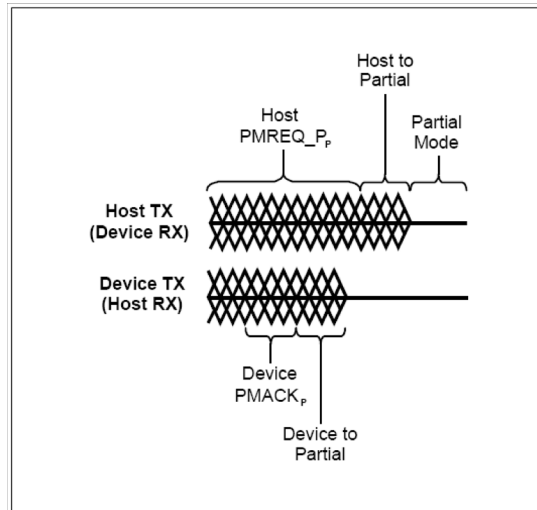 Host to
Partial
Host
PMREQ_P_P
Partial
Mode
Host TX
(Device RX)
Device TX
(Host RX)
Device
PMACK_P
Device to
Partial